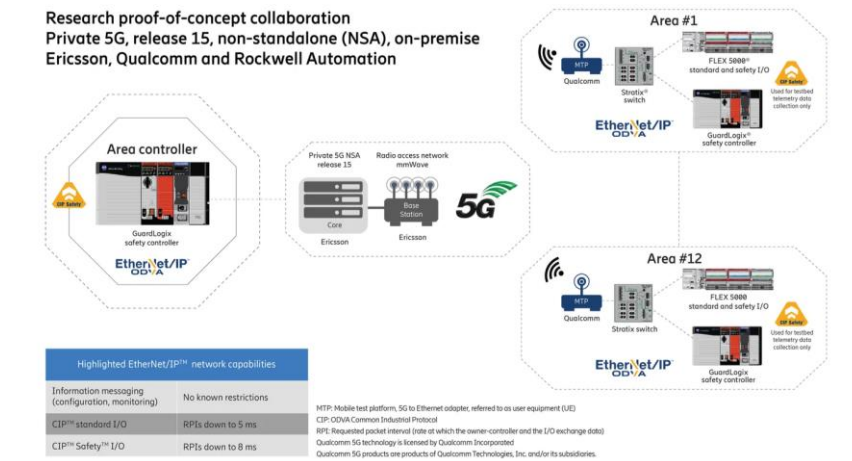 Research proof-of-concept collaboration
Private 5G, release 15, non-standalone (NSA), on-premise
Ericsson, Qualcomm and Rockwell Automation
Area controller
CIP Safety
GuardLogix
safety controller
EtherNet/IP
ODVA
Private 5G NSA
release 15
Radio access network
mmWave
Core
Base
Station
Ericsson
Ericsson
5G
Area #1
MTP
Qualcomm
Stratix®
switch
FLEX 5000®
standard and safety I/O
CIP Safety
Used for testbed
telemetry data
collection only
EtherNet/IP
ODVA
GuardLogix®
safety controller
Area #12
MTP
Qualcomm
Stratix switch
FLEX 5000
standard and safety I/O
CIP Safety
Used for testbed
telemetry data
collection only
EtherNet/IP
ODVA
GuardLogix
safety controller
Highlighted EtherNet/IP™ network capabilities
Information messaging
(configuration, monitoring)
No known restrictions
CIP™ standard I/O
RPIs down to 5 ms
CIP™ Safety™ I/O
RPIs down to 8 ms
MTP: Mobile test platform, 5G to Ethernet adapter, referred to as user equipment (UE)
CIP: ODVA Common Industrial Protocol
RPI: Requested packet interval (rate at which the owner-controller and the I/O exchange data)
Qualcomm 5G technology is licensed by Qualcomm Incorporated
Qualcomm 5G products are products of Qualcomm Technologies, Inc. and/or its subsidiaries.